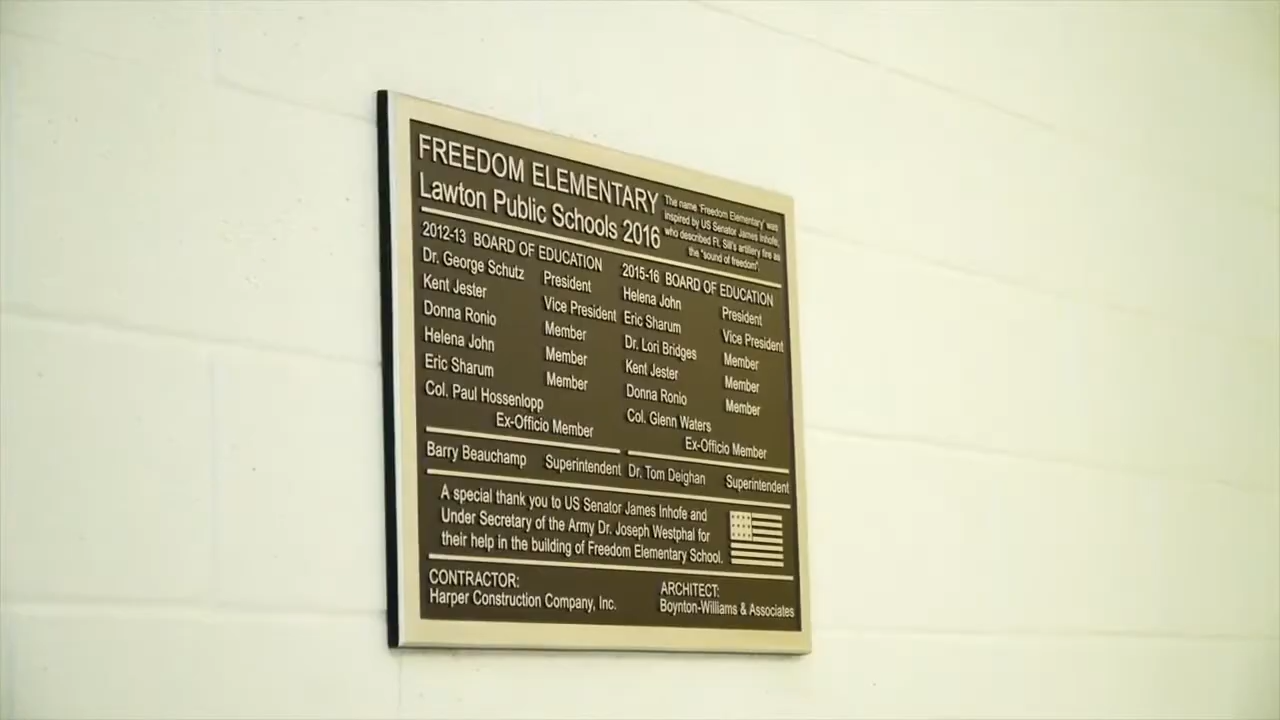 FREEDOM ELEMENTARY
Lawton Public Schools 2016
The name 'Freedom Elementary' was
inspired by US Senator James Inhofe,
who described Ft. Sill's artillery fire as
the "sound of freedom".
2012-13 BOARD OF EDUCATION
Dr. George Schutz President
Kent Jester Vice President
Donna Ronio Member
Helena John Member
Eric Sharum Member
Col. Paul Hossenlopp
Ex-Officio Member
Barry Beauchamp Superintendent
2015-16 BOARD OF EDUCATION
Helena John President
Eric Sharum Vice President
Dr. Lori Bridges Member
Kent Jester Member
Donna Ronio Member
Col. Glenn Waters
Ex-Officio Member
Dr. Tom Deighan Superintendent
A special thank you to US Senator James Inhofe and
Under Secretary of the Army Dr. Joseph Westphal for
their help in the building of Freedom Elementary School.
CONTRACTOR:
Harper Construction Company, Inc.
ARCHITECT:
Boynton-Williams & Associates